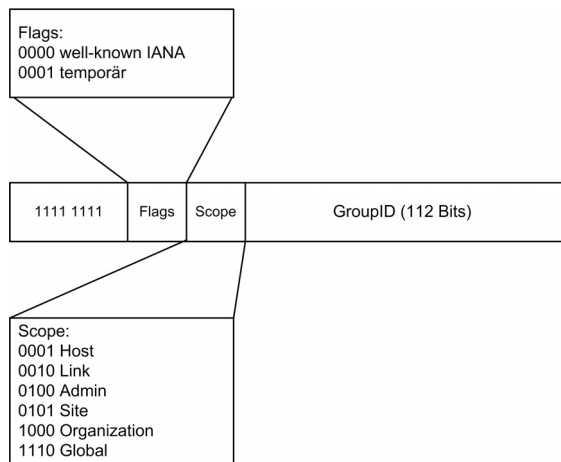 Flags:
0000 well-known IANA
0001 temporär
1111 1111
Flags
Scope
GroupID (112 Bits)
Scope:
0001 Host
0010 Link
0100 Admin
0101 Site
1000 Organization
1110 Global